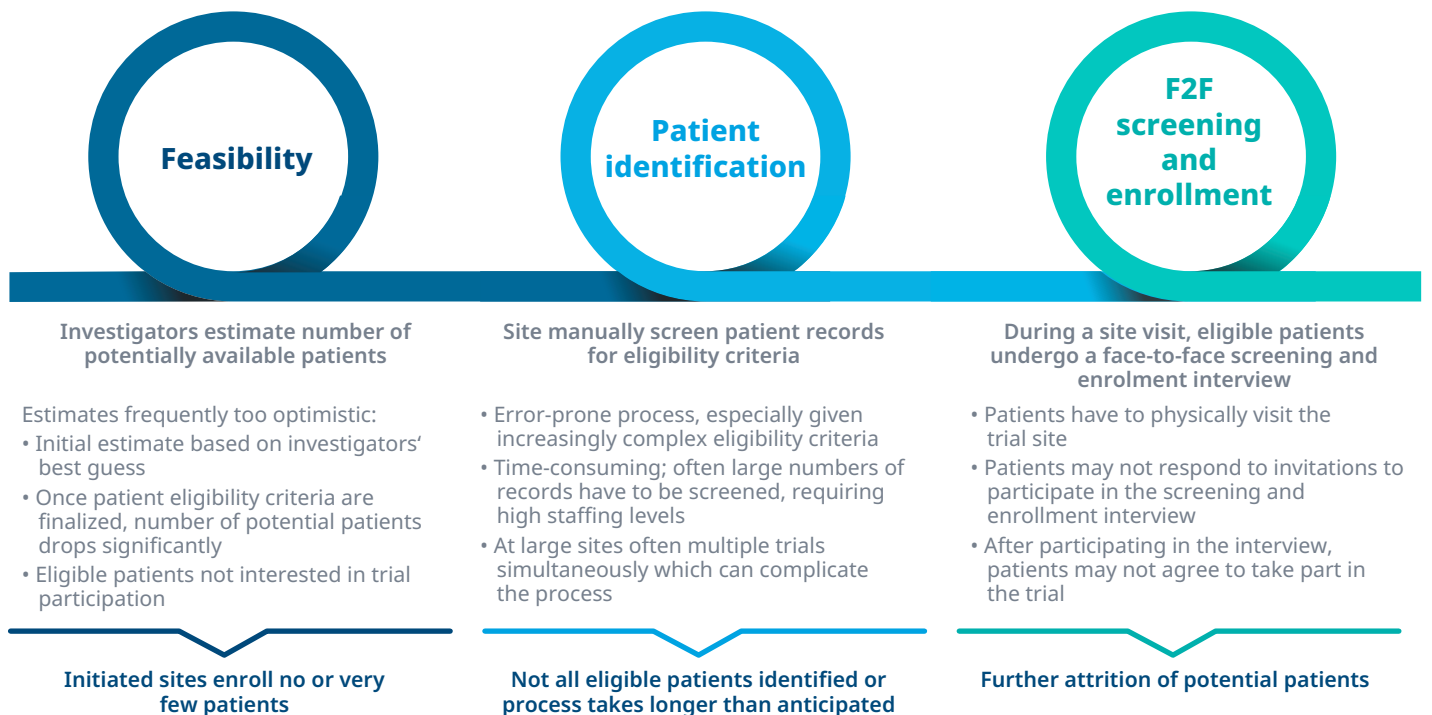 Feasibility
Investigators estimate number of
potentially available patients
Estimates frequently too optimistic:
• Initial estimate based on investigators‘
best guess
• Once patient eligibility criteria are
finalized, number of potential patients
drops significantly
• Eligible patients not interested in trial
participation
Initiated sites enroll no or very
few patients
Patient
identification
Site manually screen patient records
for eligibility criteria
• Error-prone process, especially given
increasingly complex eligibility criteria
• Time-consuming; often large numbers of
records have to be screened, requiring
high staffing levels
• At large sites often multiple trials
simultaneously which can complicate
the process
Not all eligible patients identified or
process takes longer than anticipated
F2F
screening
and
enrollment
During a site visit, eligible patients
undergo a face-to-face screening and
enrolment interview
• Patients have to physically visit the
trial site
• Patients may not respond to invitations to
participate in the screening and
enrollment interview
• After participating in the interview,
patients may not agree to take part in
the trial
Further attrition of potential patients